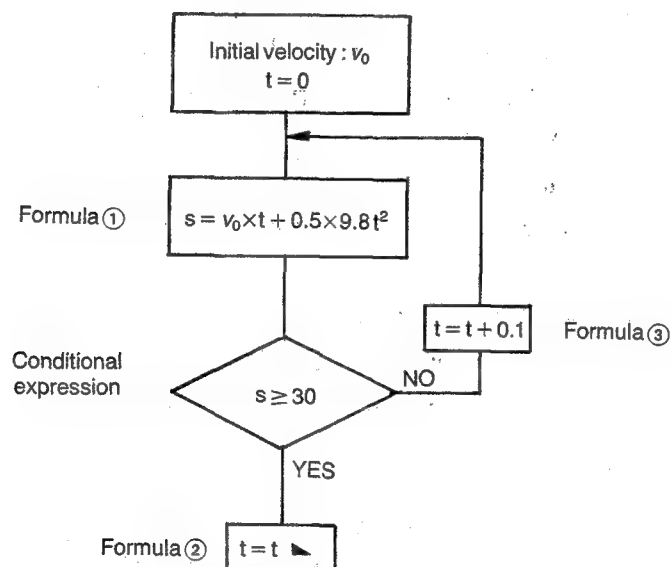 Initial velocity : v₀
t = 0
Formula ①
s = v₀×t + 0.5×9.8t²
t = t + 0.1
Formula ③
Conditional
expression
s ≥ 30
NO
YES
Formula ②
t = t